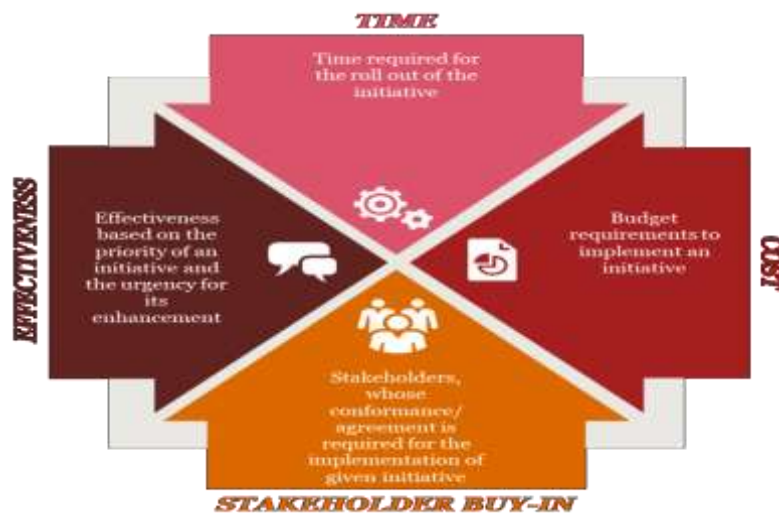 TIME
Time required for
the roll out of the
initiative
EFFECTIVENESS
Effectiveness
based on the
priority of an
initiative and
the urgency for
its
enhancement
Budget
requirements to
implement an
initiative
COST
Stakeholders,
whose
conformance/
agreement is
required for the
implementation of
given initiative
STAKEHOLDER BUY-IN